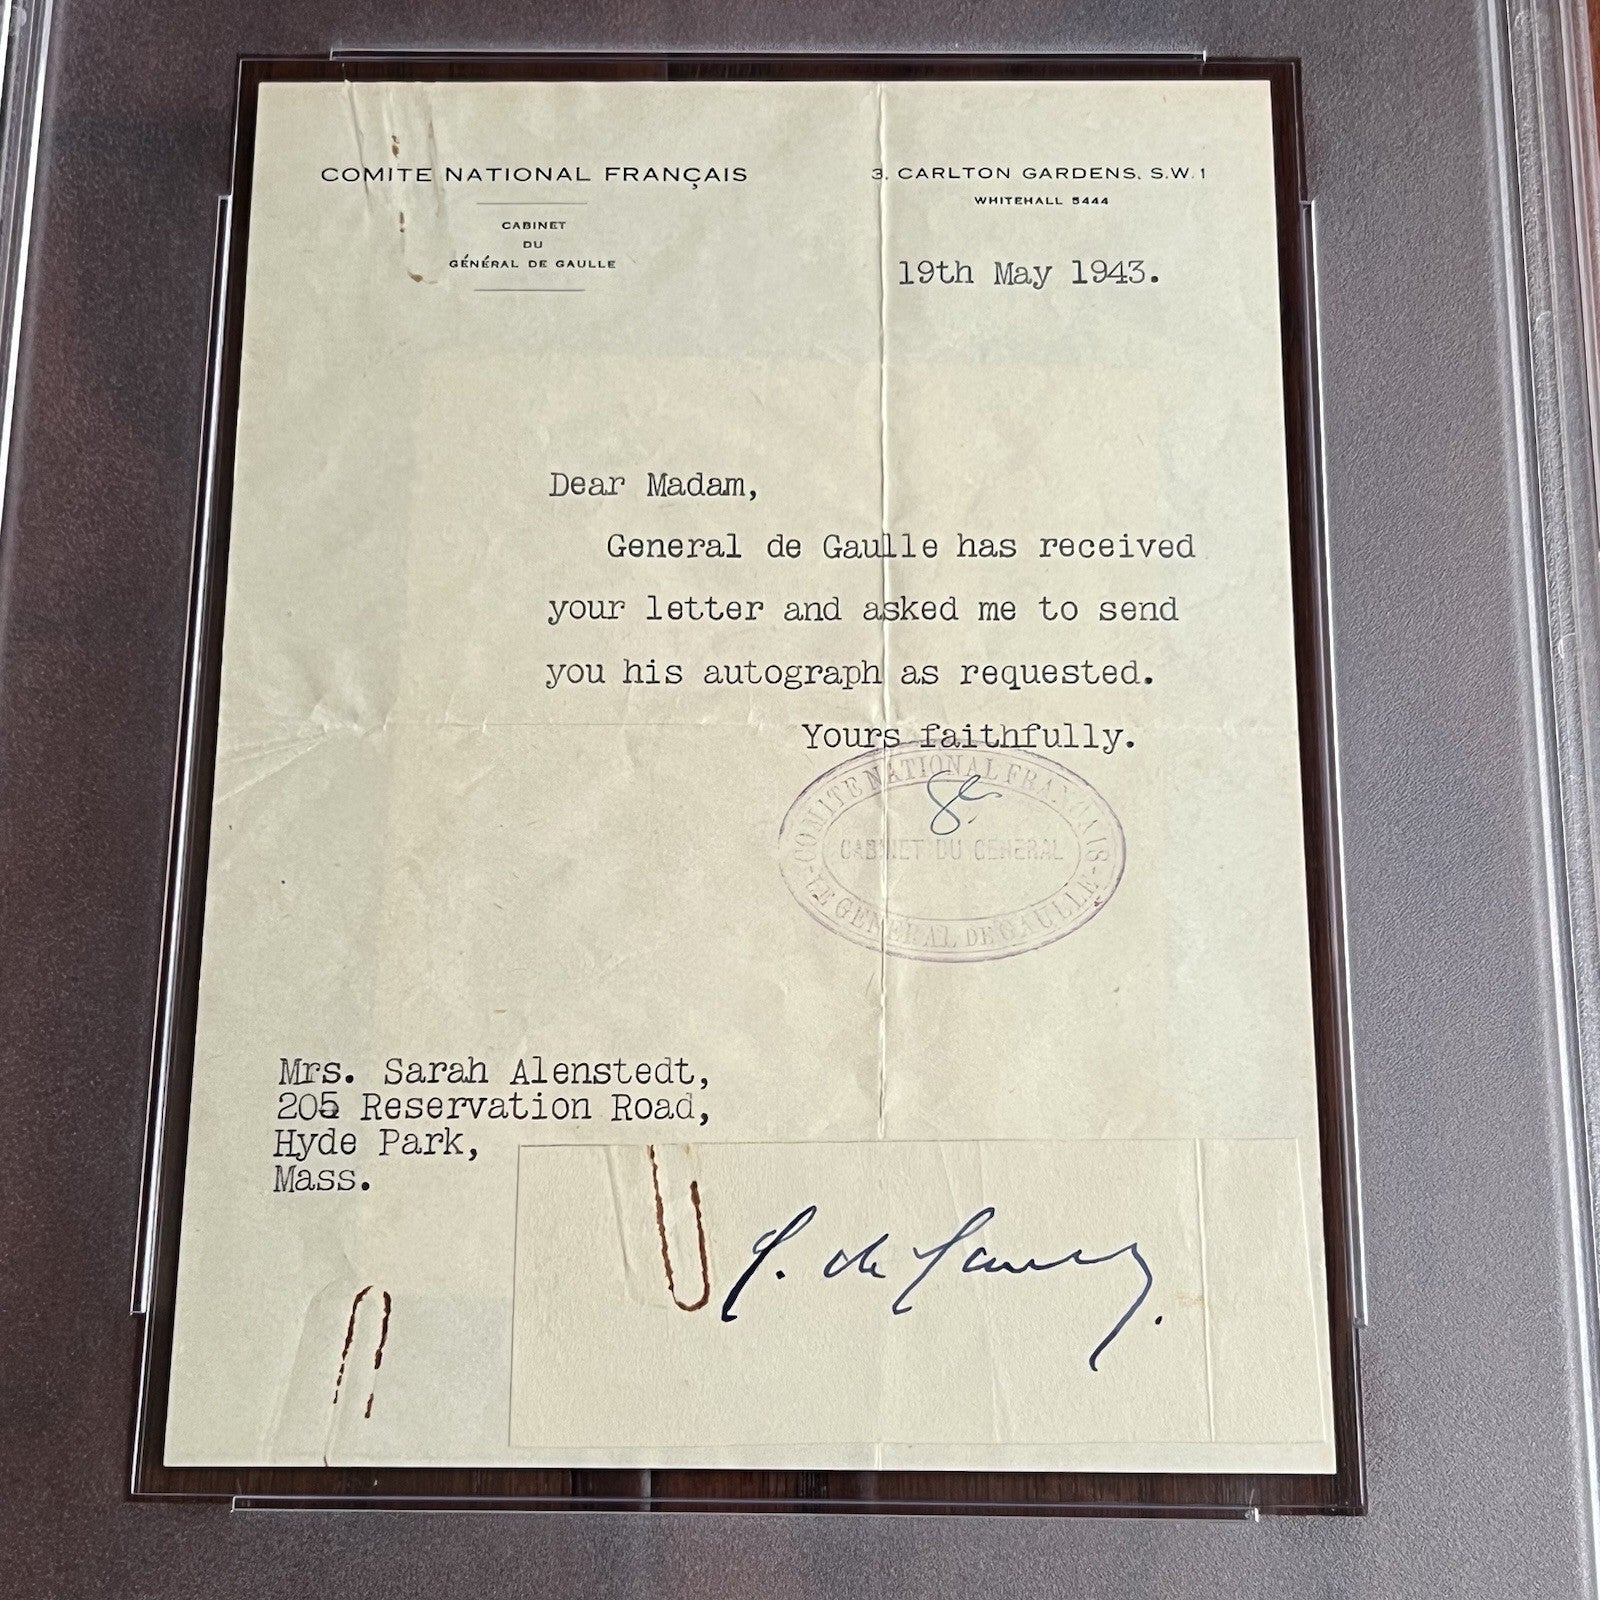 COMITE NATIONAL FRANÇAIS
CABINET
DU
GÉNÉRAL DE GAULLE
3, CARLTON GARDENS, S.W.1
WHITEHALL 5444
19th May 1943.
Dear Madam,
General de Gaulle has received
your letter and asked me to send
you his autograph as requested.
Yours faithfully.
COMITE NATIONAL FRANÇAIS
CABINET DU GENERAL
LE GENERAL DE GAULLE
Mrs. Sarah Alenstedt,
205 Reservation Road,
Hyde Park,
Mass.
C. de Gaulle.